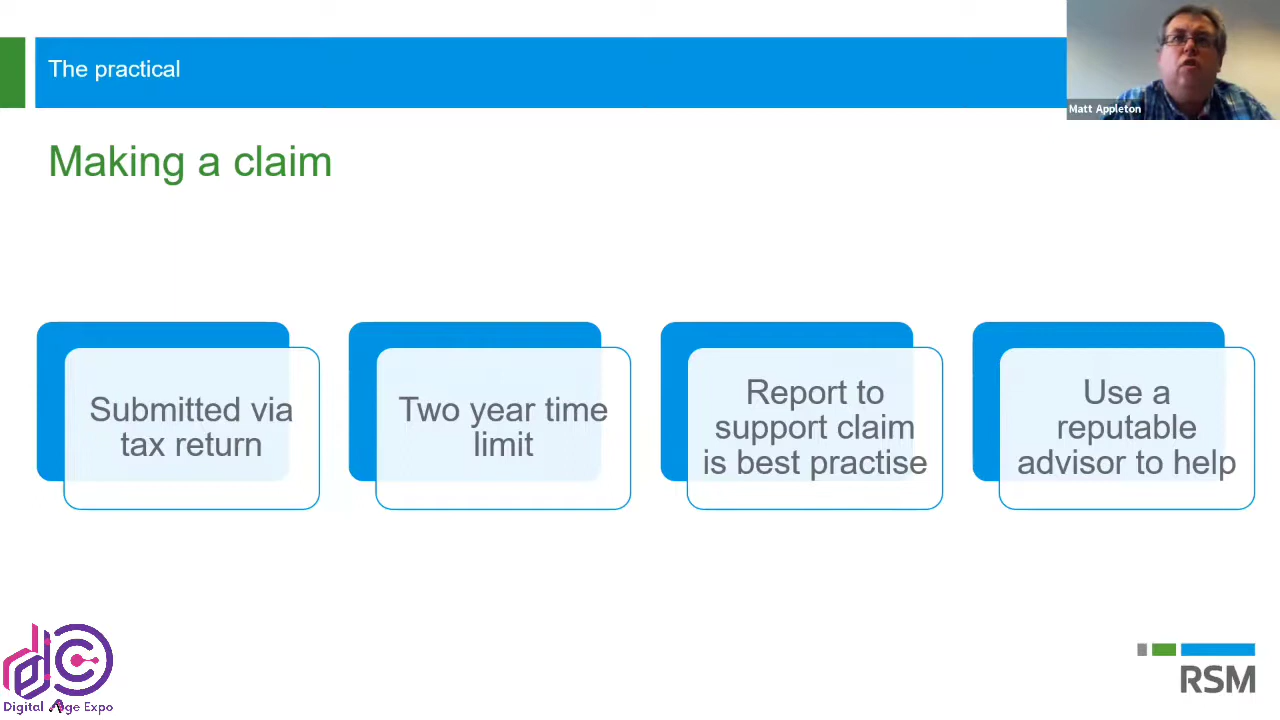 The practical
Matt Appleton
Making a claim
Submitted via
tax return
Two year time
limit
Report to
support claim
is best practise
Use a
reputable
advisor to help
Digital Age Expo
RSM